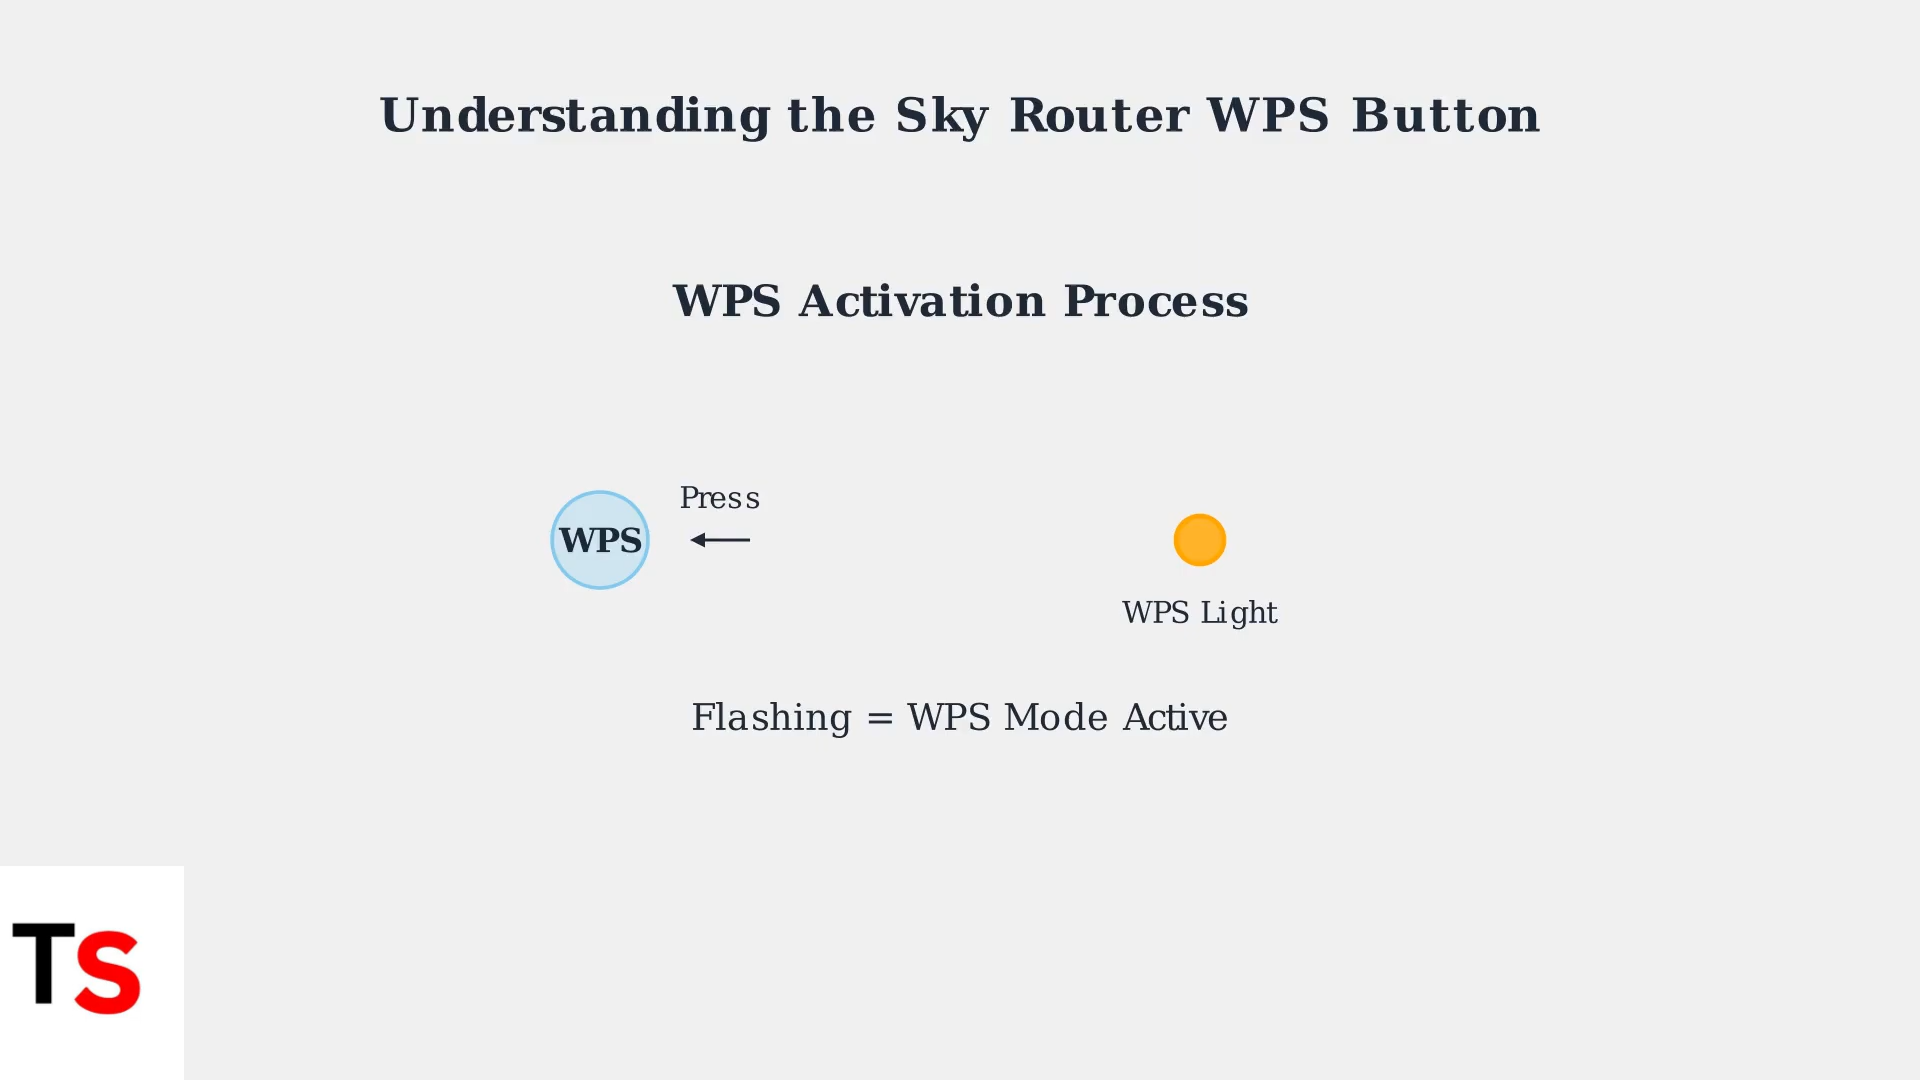 Understanding the Sky Router WPS Button
WPS Activation Process
Press
WPS
WPS Light
Flashing = WPS Mode Active
TS